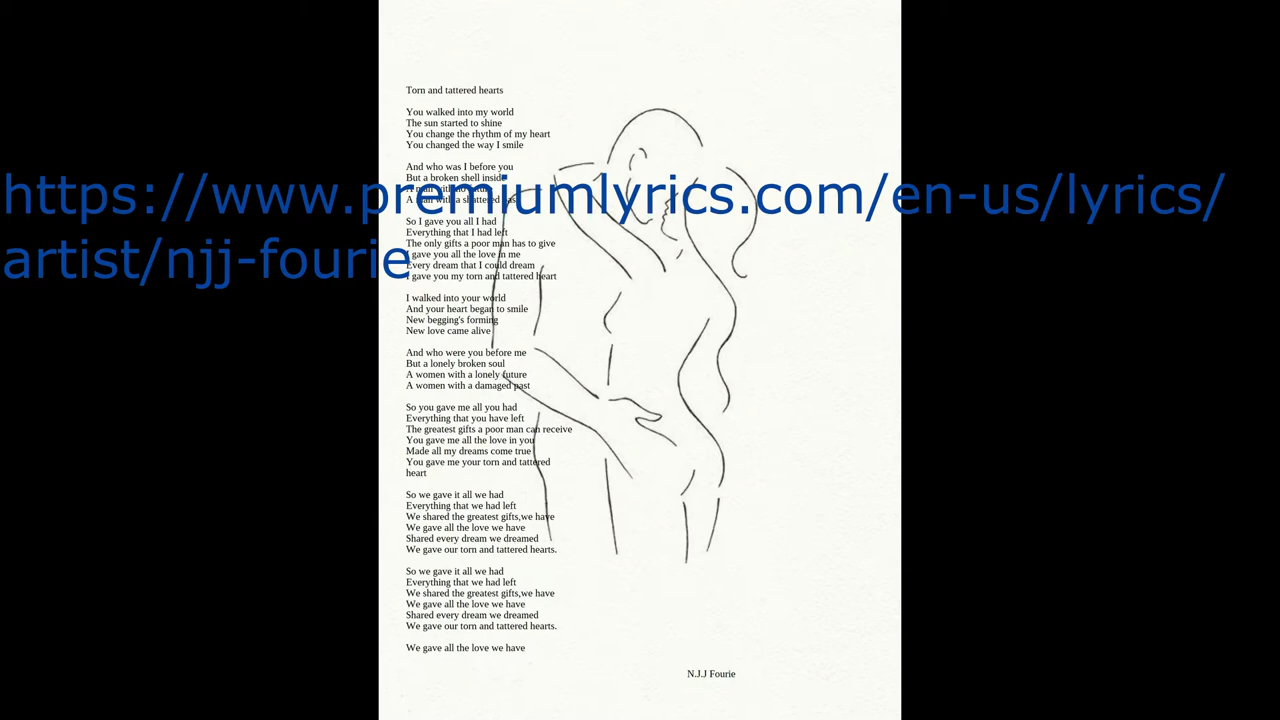 Torn and tattered hearts
You walked into my world
The sun started to shine
You change the rhythm of my heart
You changed the way I smile
And who was I before you
But a broken shell inside
A man with no future
A man with a shattered past
https://www.premiumlyrics.com/en-us/lyrics/
artist/njj-fourie
So I gave you all I had
Everything that I had left
The only gifts a poor man has to give
I gave you all the love in me
Every dream that I could dream
I gave you my torn and tattered heart
I walked into your world
And your heart began to smile
New begging's forming
New love came alive
And who were you before me
But a lonely broken soul
A women with a lonely future
A women with a damaged past
So you gave me all you had
Everything that you have left
The greatest gifts a poor man can receive
You gave me all the love in you
Made all my dreams come true
You gave me your torn and tattered
heart
So we gave it all we had
Everything that we had left
We shared the greatest gifts,we have
We gave all the love we have
Shared every dream we dreamed
We gave our torn and tattered hearts.
So we gave it all we had
Everything that we had left
We shared the greatest gifts,we have
We gave all the love we have
Shared every dream we dreamed
We gave our torn and tattered hearts.
We gave all the love we have
N.J.J Fourie